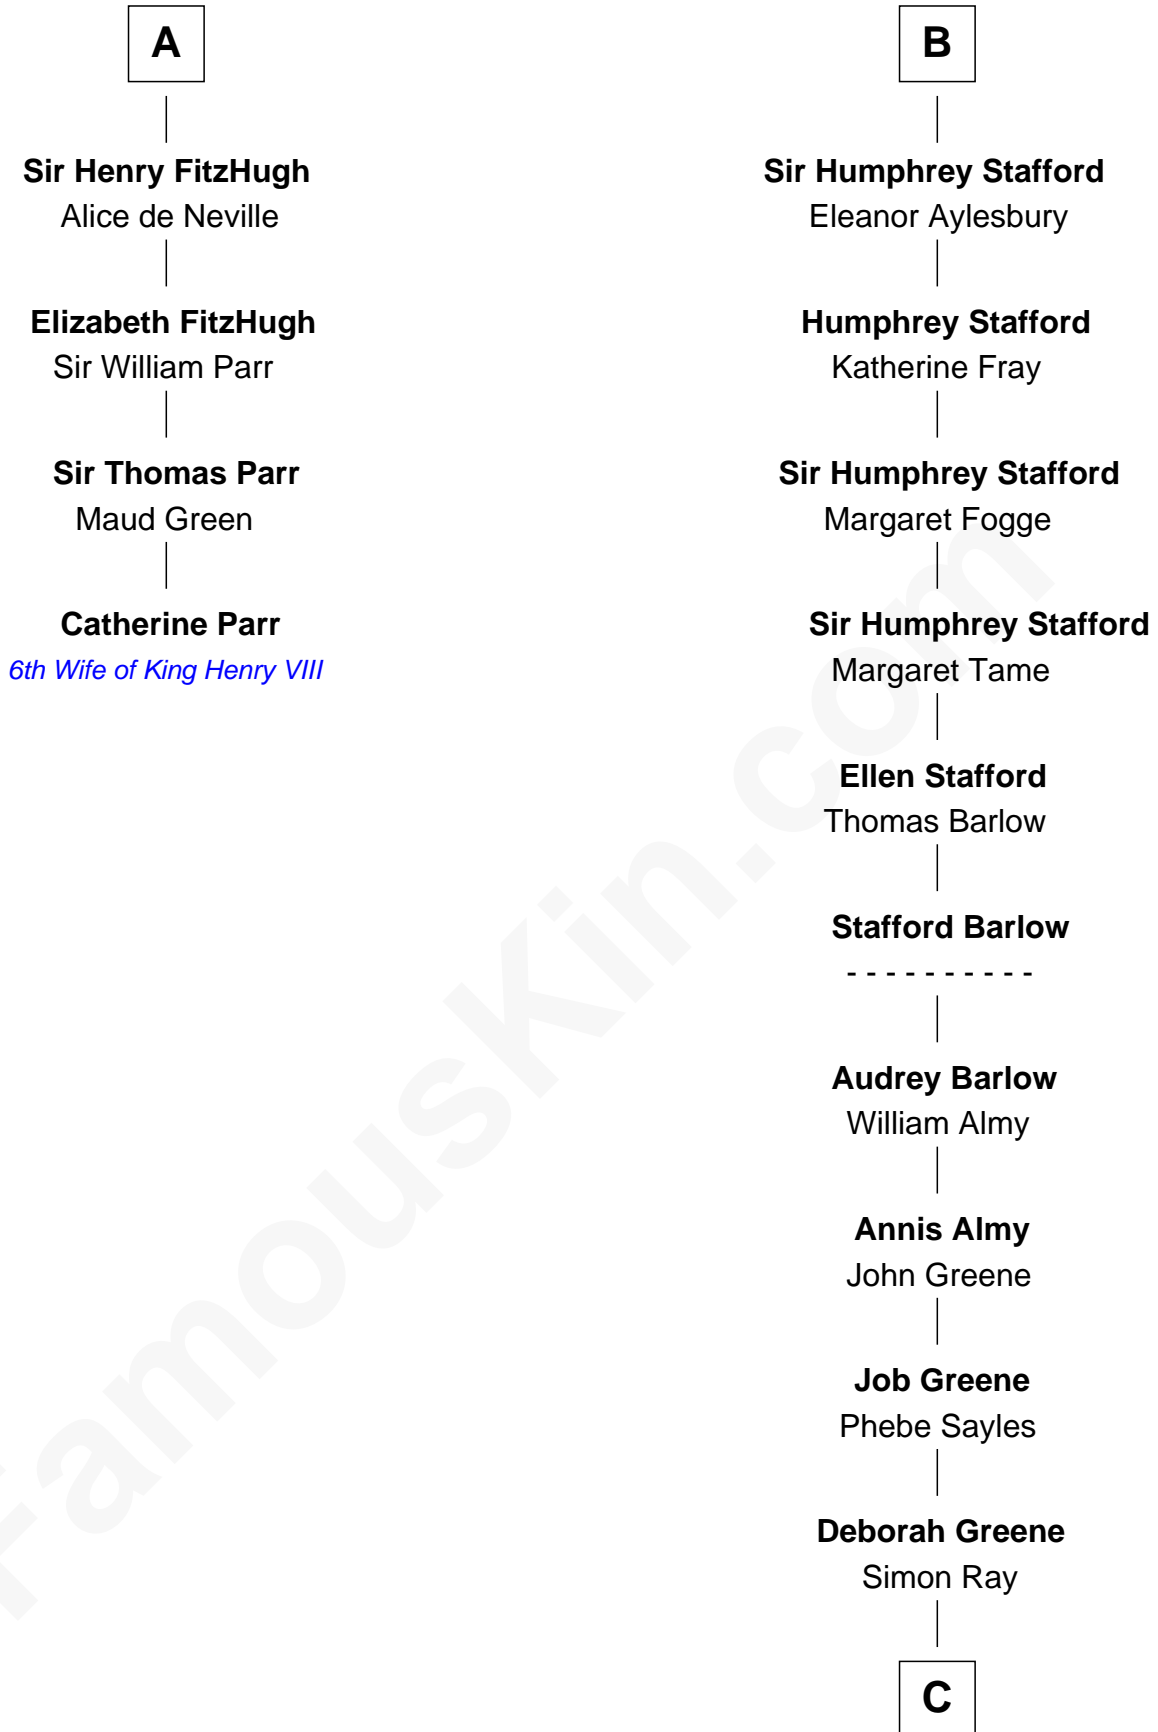 A
Sir Henry FitzHugh
Alice de Neville
Elizabeth FitzHugh
Sir William Parr
Sir Thomas Parr
Maud Green
Catherine Parr
6th Wife of King Henry VIII
B
Sir Humphrey Stafford
Eleanor Aylesbury
Humphrey Stafford
Katherine Fray
Sir Humphrey Stafford
Margaret Fogge
Sir Humphrey Stafford
Margaret Tame
Ellen Stafford
Thomas Barlow
Stafford Barlow
- - - - - - - - - -
Audrey Barlow
William Almy
Annis Almy
John Greene
Job Greene
Phebe Sayles
Deborah Greene
Simon Ray
C
FamousKin.com